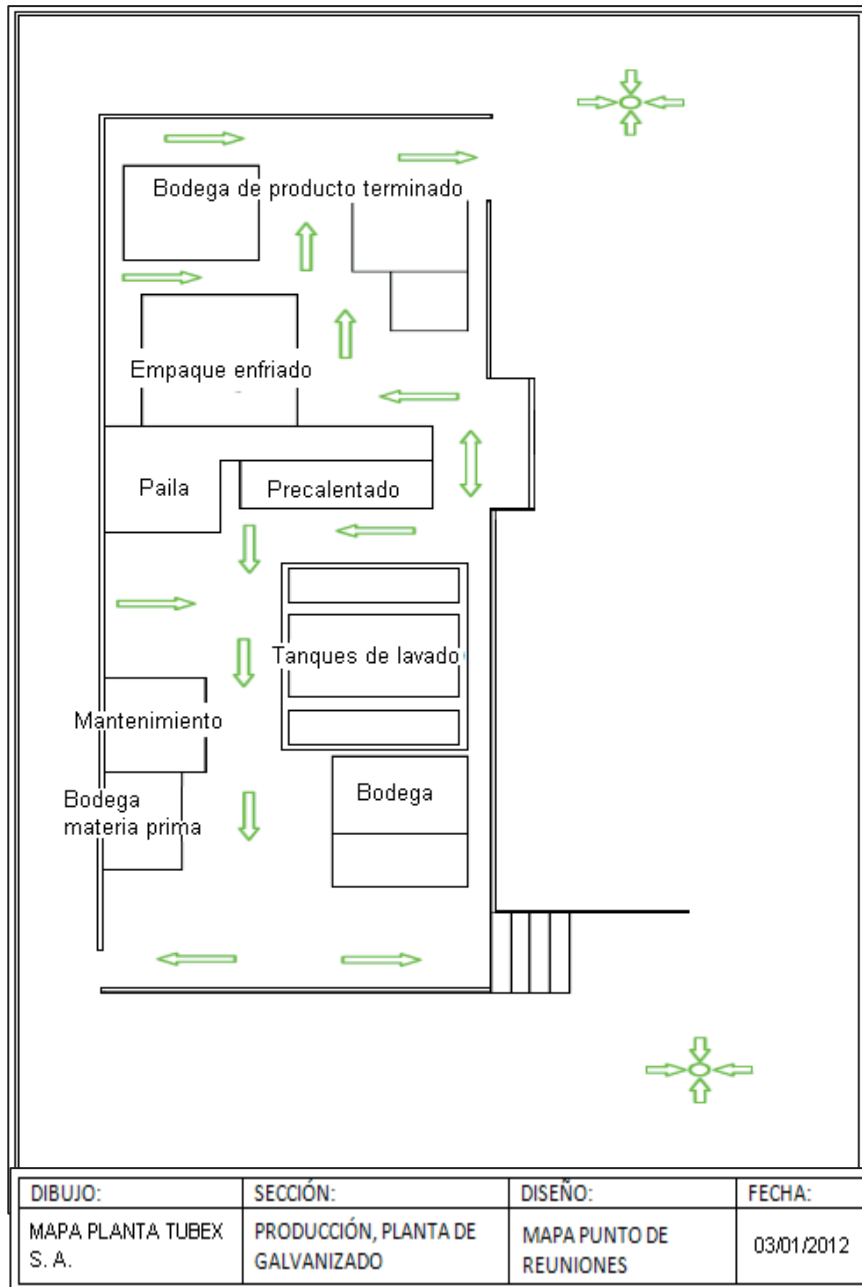 Bodega de producto terminado
Empaque enfriado
Paila
Precalentado
Tanques de lavado
Mantenimiento
Bodega
Bodega
materia prima
DIBUJO:
SECCIÓN:
DISEÑO:
FECHA:
MAPA PLANTA TUBEX
S. A.
PRODUCCIÓN, PLANTA DE
GALVANIZADO
MAPA PUNTO DE
REUNIONES
03/01/2012